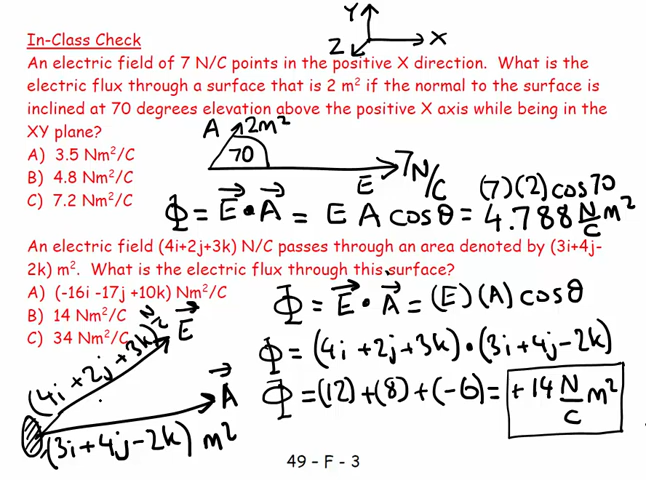 Y
Z X
In-Class Check
An electric field of 7 N/C points in the positive X direction. What is the
electric flux through a surface that is 2 m² if the normal to the surface is
inclined at 70 degrees elevation above the positive X axis while being in the
XY plane?
A 2m²
70
E 7N/C
A) 3.5 Nm²/C
B) 4.8 Nm²/C
C) 7.2 Nm²/C
(7)(2)cos70
Φ = E • A = E A cosθ = 4.788 N/C m²
An electric field (4i+2j+3k) N/C passes through an area denoted by (3i+4j-
2k) m². What is the electric flux through this surface?
A) (-16i -17j +10k) Nm²/C
B) 14 Nm²/C
C) 34 Nm²/C
(4i + 2j + 3k) N/C E
A
(3i+4j-2k) m²
Φ = E • A = (E)(A) cosθ
Φ = (4i + 2j + 3k) • (3i + 4j - 2k)
Φ = (12) + (8) + (-6) = +14 N/C m²
49 - F - 3